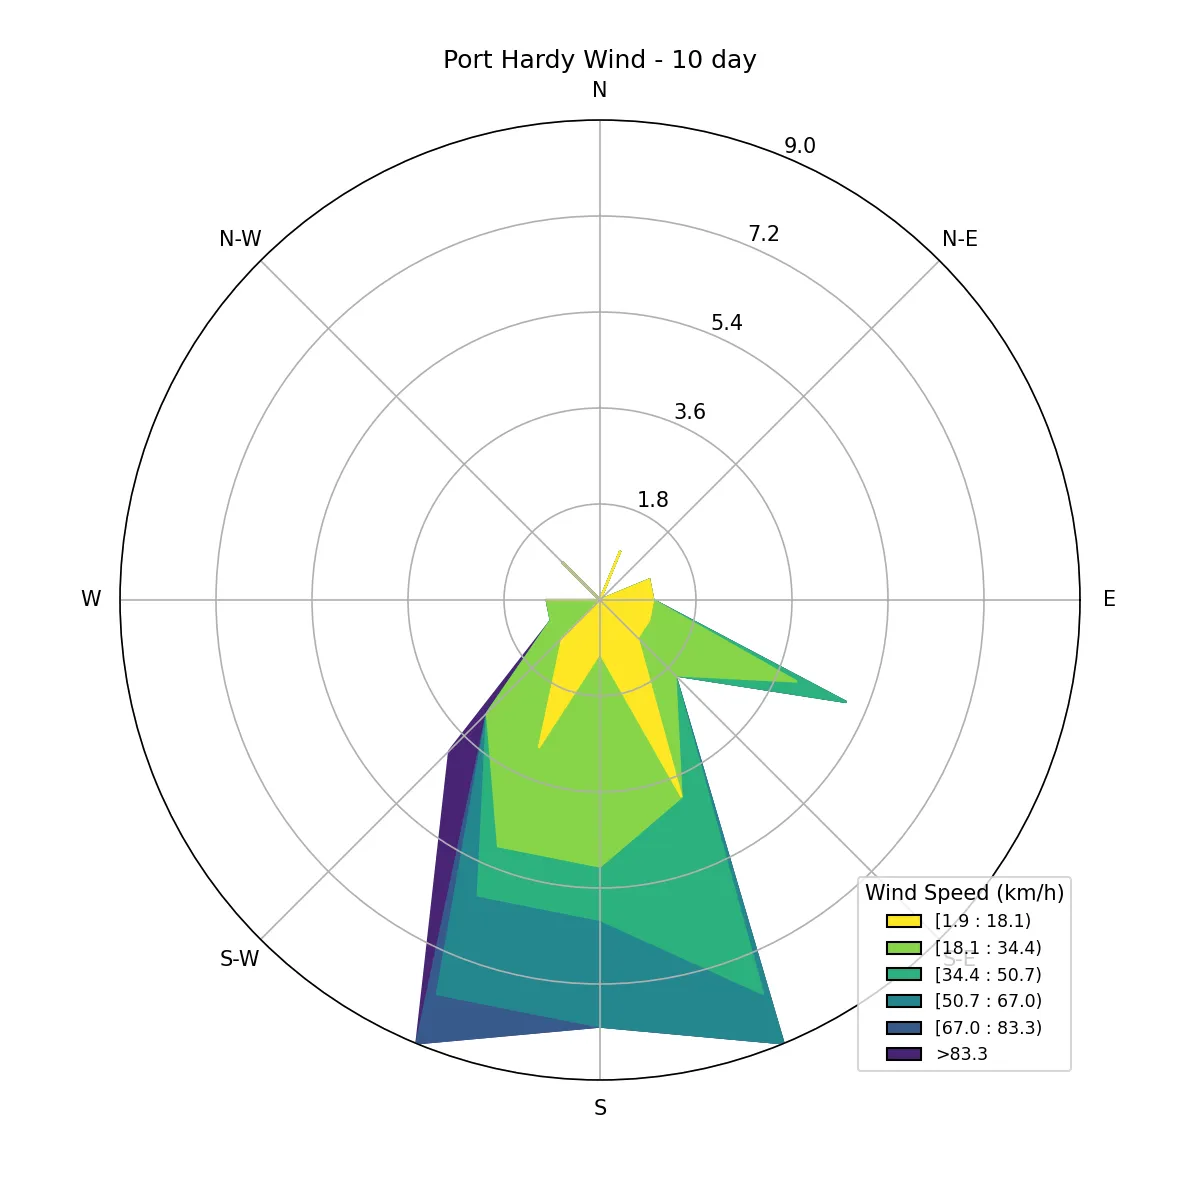 Port Hardy Wind - 10 day
N
9.0
N-W
7.2
N-E
5.4
3.6
1.8
W
E
Wind Speed (km/h)
[1.9 : 18.1)
[18.1 : 34.4)
S-W
S-E
[34.4 : 50.7)
[50.7 : 67.0)
[67.0 : 83.3)
>83.3
S